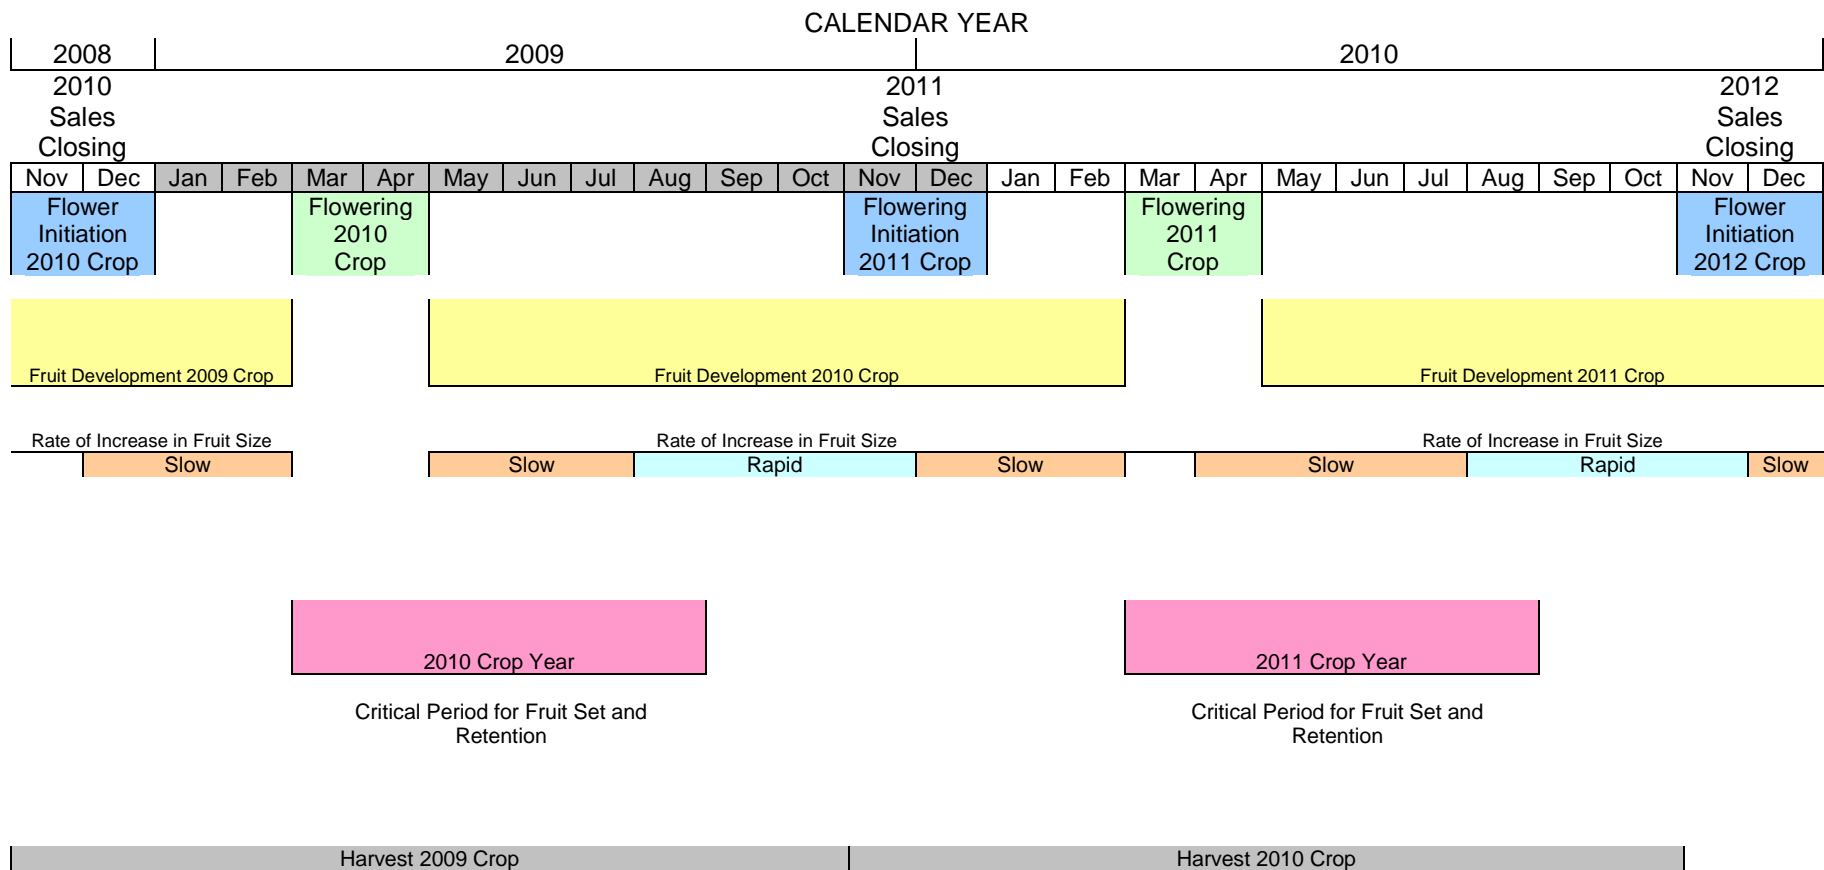 CALENDAR YEAR
2008 2009 2010
2010 2011 2012
Sales Sales Sales
Closing Closing Closing
Nov Dec Jan Feb Mar Apr May Jun Jul Aug Sep Oct Nov Dec Jan Feb Mar Apr May Jun Jul Aug Sep Oct Nov Dec
Flower Flowering Flowering Flowering Flower
Initiation 2010 Initiation 2011 Initiation
2010 Crop Crop 2011 Crop Crop 2012 Crop
Fruit Development 2009 Crop Fruit Development 2010 Crop Fruit Development 2011 Crop
Rate of Increase in Fruit Size Rate of Increase in Fruit Size Rate of Increase in Fruit Size
Slow Slow Rapid Slow Slow Rapid Slow
2010 Crop Year 2011 Crop Year
Critical Period for Fruit Set and Critical Period for Fruit Set and
Retention Retention
Harvest 2009 Crop Harvest 2010 Crop